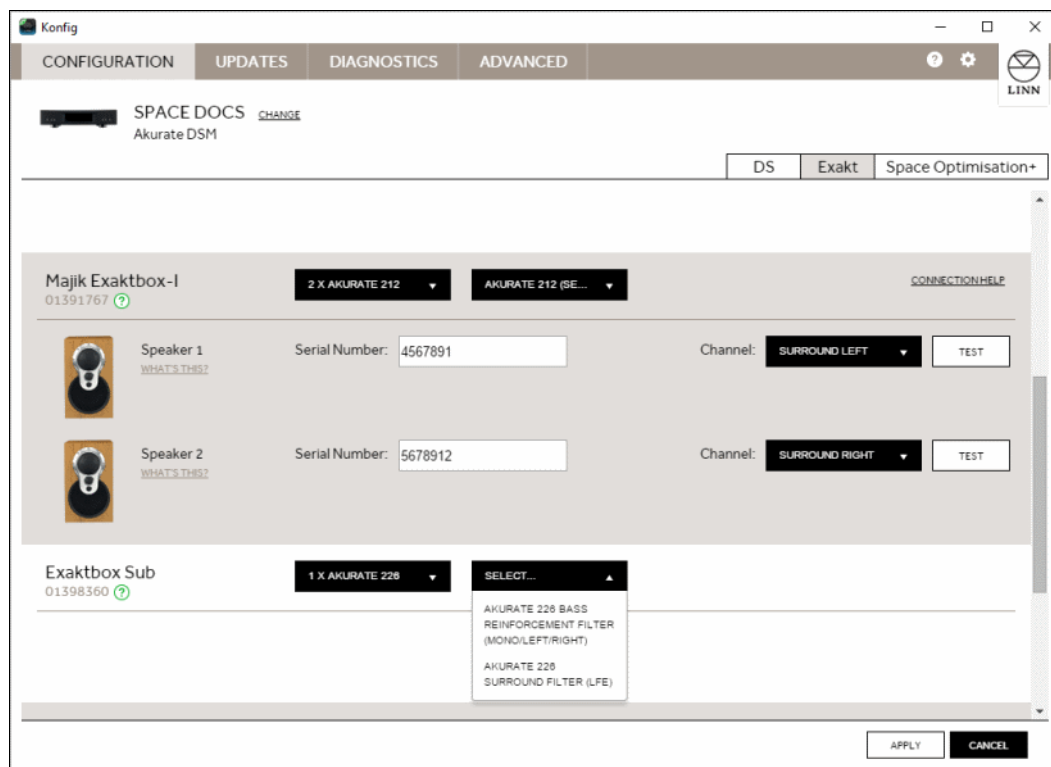 Konfig
CONFIGURATION UPDATES DIAGNOSTICS ADVANCED ?
LINN
SPACE DOCS CHANGE
Akurate DSM
DS Exakt Space Optimisation+
Majik Exaktbox-I 2 X AKURATE 212 AKURATE 212 (SE... CONNECTION HELP
01391767 ?
Speaker 1 Serial Number: 4567891 Channel: SURROUND LEFT TEST
WHAT'S THIS?
Speaker 2 Serial Number: 5678912 Channel: SURROUND RIGHT TEST
WHAT'S THIS?
Exaktbox Sub 1 X AKURATE 226 SELECT...
01398360 ?
AKURATE 226 BASS
REINFORCEMENT FILTER
(MONO/LEFT/RIGHT)
AKURATE 226
SURROUND FILTER (LFE)
APPLY CANCEL